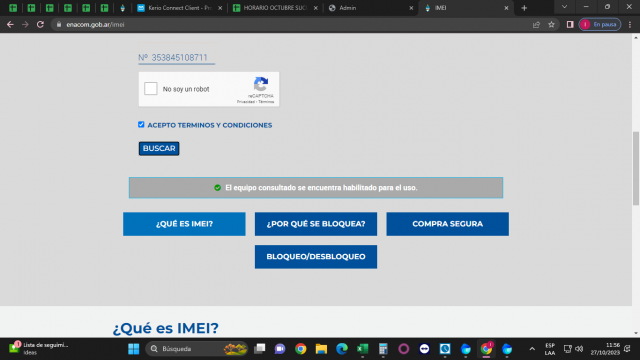 Kerio Connect Client - Pr
HORARIO OCTUBRE SUC
Admin
IMEI
enacom.gob.ar/imei
En pausa
Nº 353845108711
No soy un robot
reCAPTCHA
Privacidad - Términos
ACEPTO TERMINOS Y CONDICIONES
BUSCAR
El equipo consultado se encuentra habilitado para el uso.
¿QUÉ ES IMEI?
¿POR QUÉ SE BLOQUEA?
COMPRA SEGURA
BLOQUEO/DESBLOQUEO
¿Qué es IMEI?
Lista de seguimi...
Ideas
Búsqueda
ESP
LAA
11:56
27/10/2023